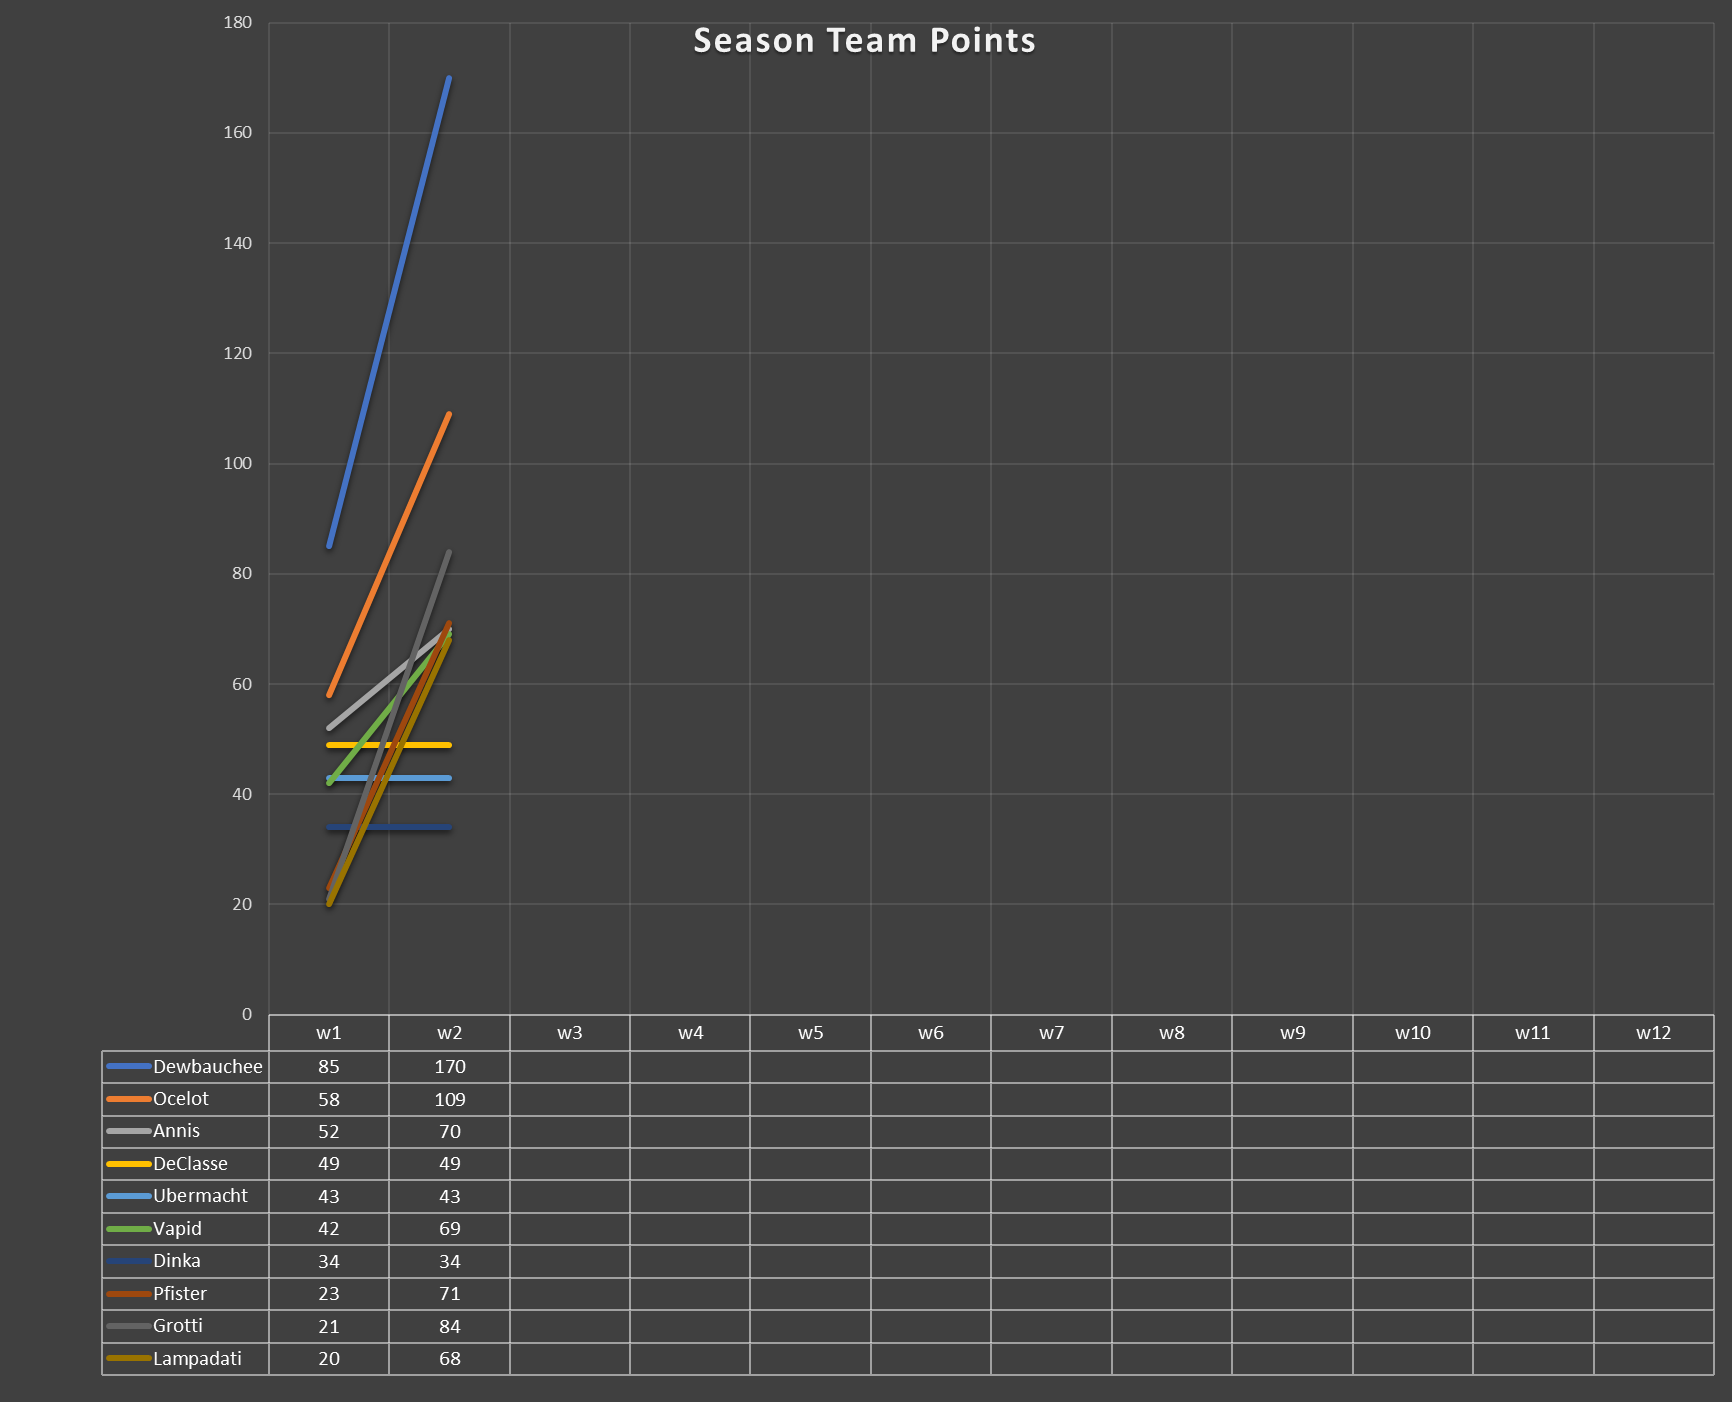 Season Team Points
180
160
140
120
100
80
60
40
20
0
w1 w2 w3 w4 w5 w6 w7 w8 w9 w10 w11 w12
Dewbauchee 85 170
Ocelot 58 109
Annis 52 70
DeClasse 49 49
Ubermacht 43 43
Vapid 42 69
Dinka 34 34
Pfister 23 71
Grotti 21 84
Lampadati 20 68